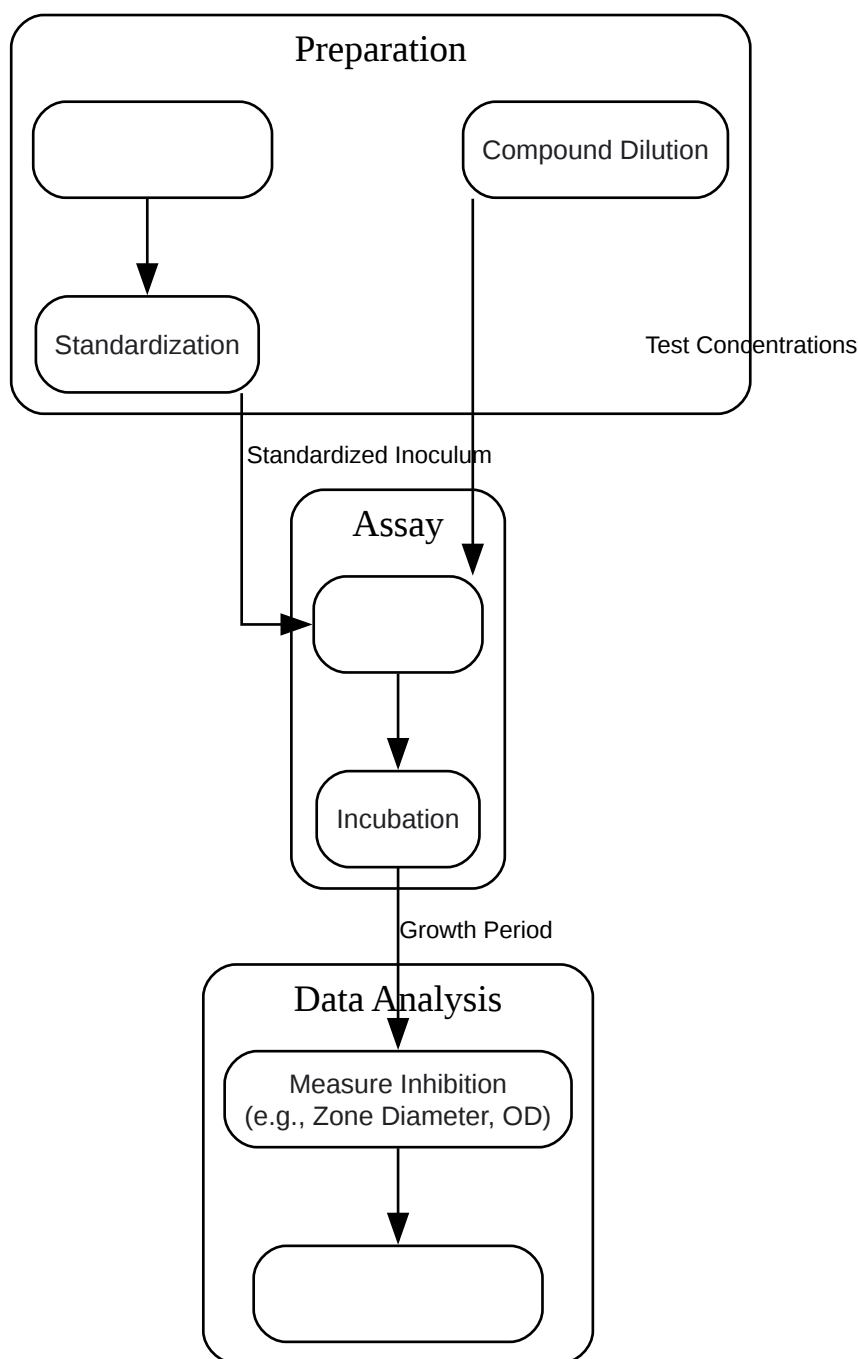 Preparation
Compound Dilution
Standardization
Test Concentrations
Standardized Inoculum
Assay
Incubation
Growth Period
Data Analysis
Measure Inhibition
(e.g., Zone Diameter, OD)